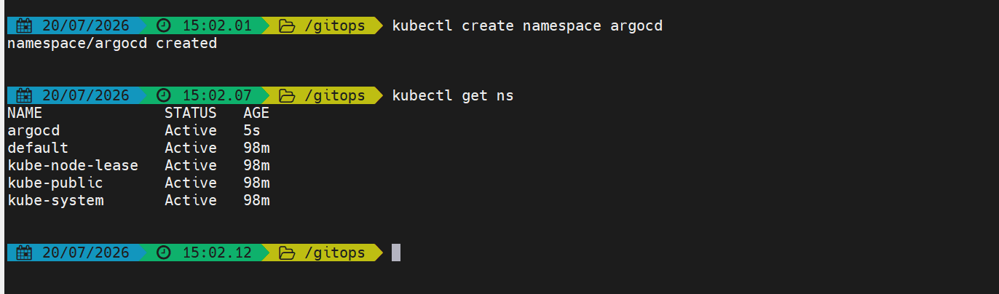 20/07/2026 15:02.01 /gitops kubectl create namespace argocd
namespace/argocd created
20/07/2026 15:02.07 /gitops kubectl get ns
NAME STATUS AGE
argocd Active 5s
default Active 98m
kube-node-lease Active 98m
kube-public Active 98m
kube-system Active 98m
20/07/2026 15:02.12 /gitops